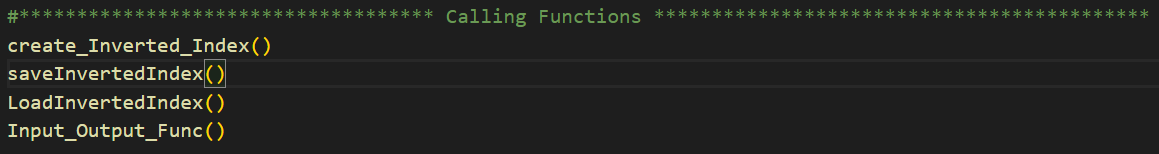 #************************************ Calling Functions *******************************************
create_Inverted_Index()
saveInvertedIndex()
LoadInvertedIndex()
Input_Output_Func()